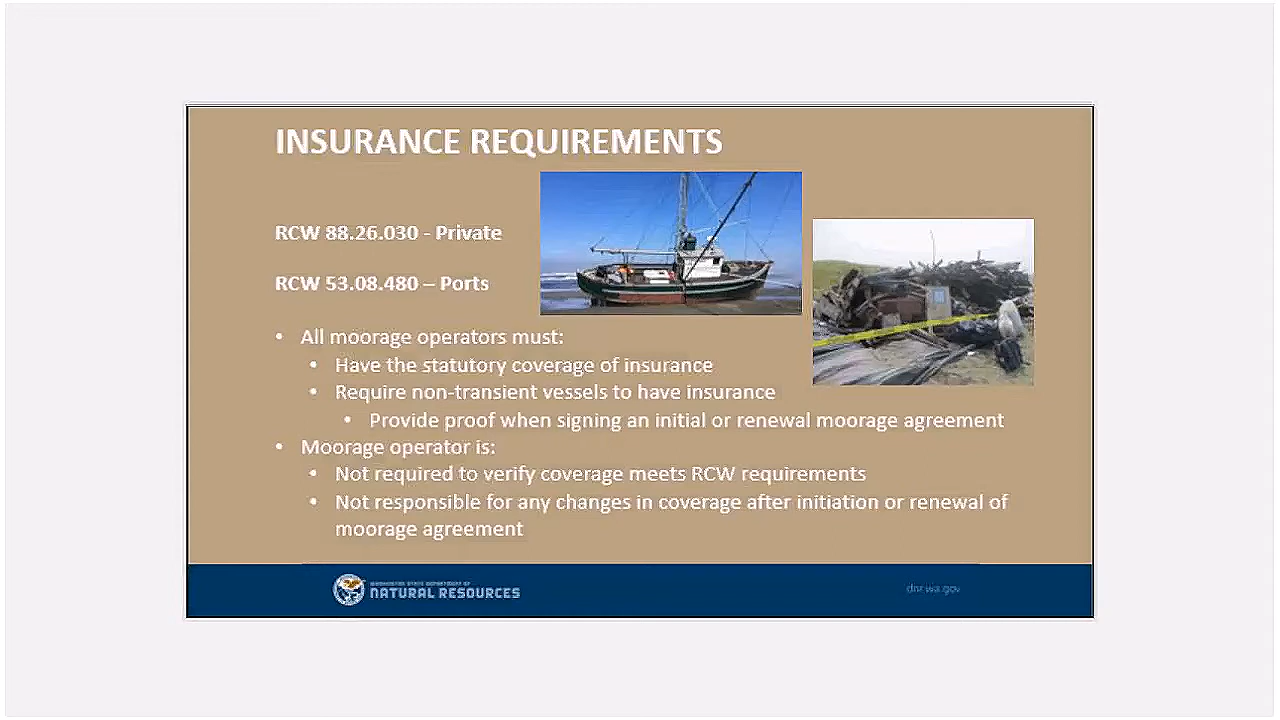 INSURANCE REQUIREMENTS
RCW 88.26.030 - Private
RCW 53.08.480 – Ports
• All moorage operators must:
• Have the statutory coverage of insurance
• Require non-transient vessels to have insurance
• Provide proof when signing an initial or renewal moorage agreement
• Moorage operator is:
• Not required to verify coverage meets RCW requirements
• Not responsible for any changes in coverage after initiation or renewal of
moorage agreement
WASHINGTON STATE DEPARTMENT OF
NATURAL RESOURCES
dnr.wa.gov